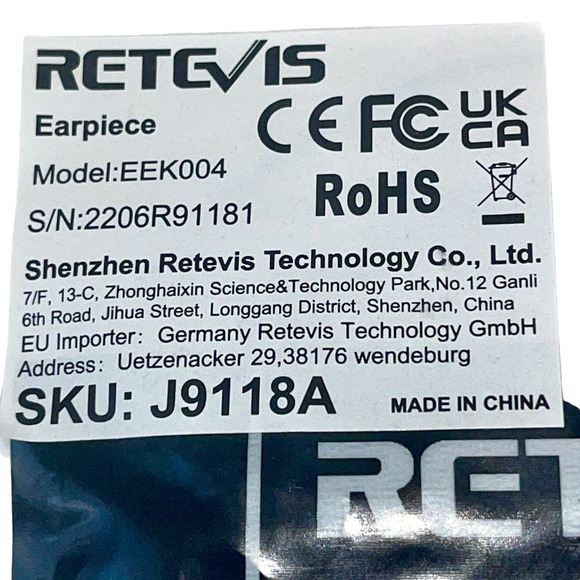 RETEVIS
Earpiece
CE FC UK CA
Model:EEK004
RoHS
S/N:2206R91181
Shenzhen Retevis Technology Co., Ltd.
7/F, 13-C, Zhonghaixin Science&Technology Park,No.12 Ganli
6th Road, Jihua Street, Longgang District, Shenzhen, China
EU Importer: Germany Retevis Technology GmbH
Address: Uetzenacker 29,38176 wendeburg
SKU: J9118A
MADE IN CHINA
RET